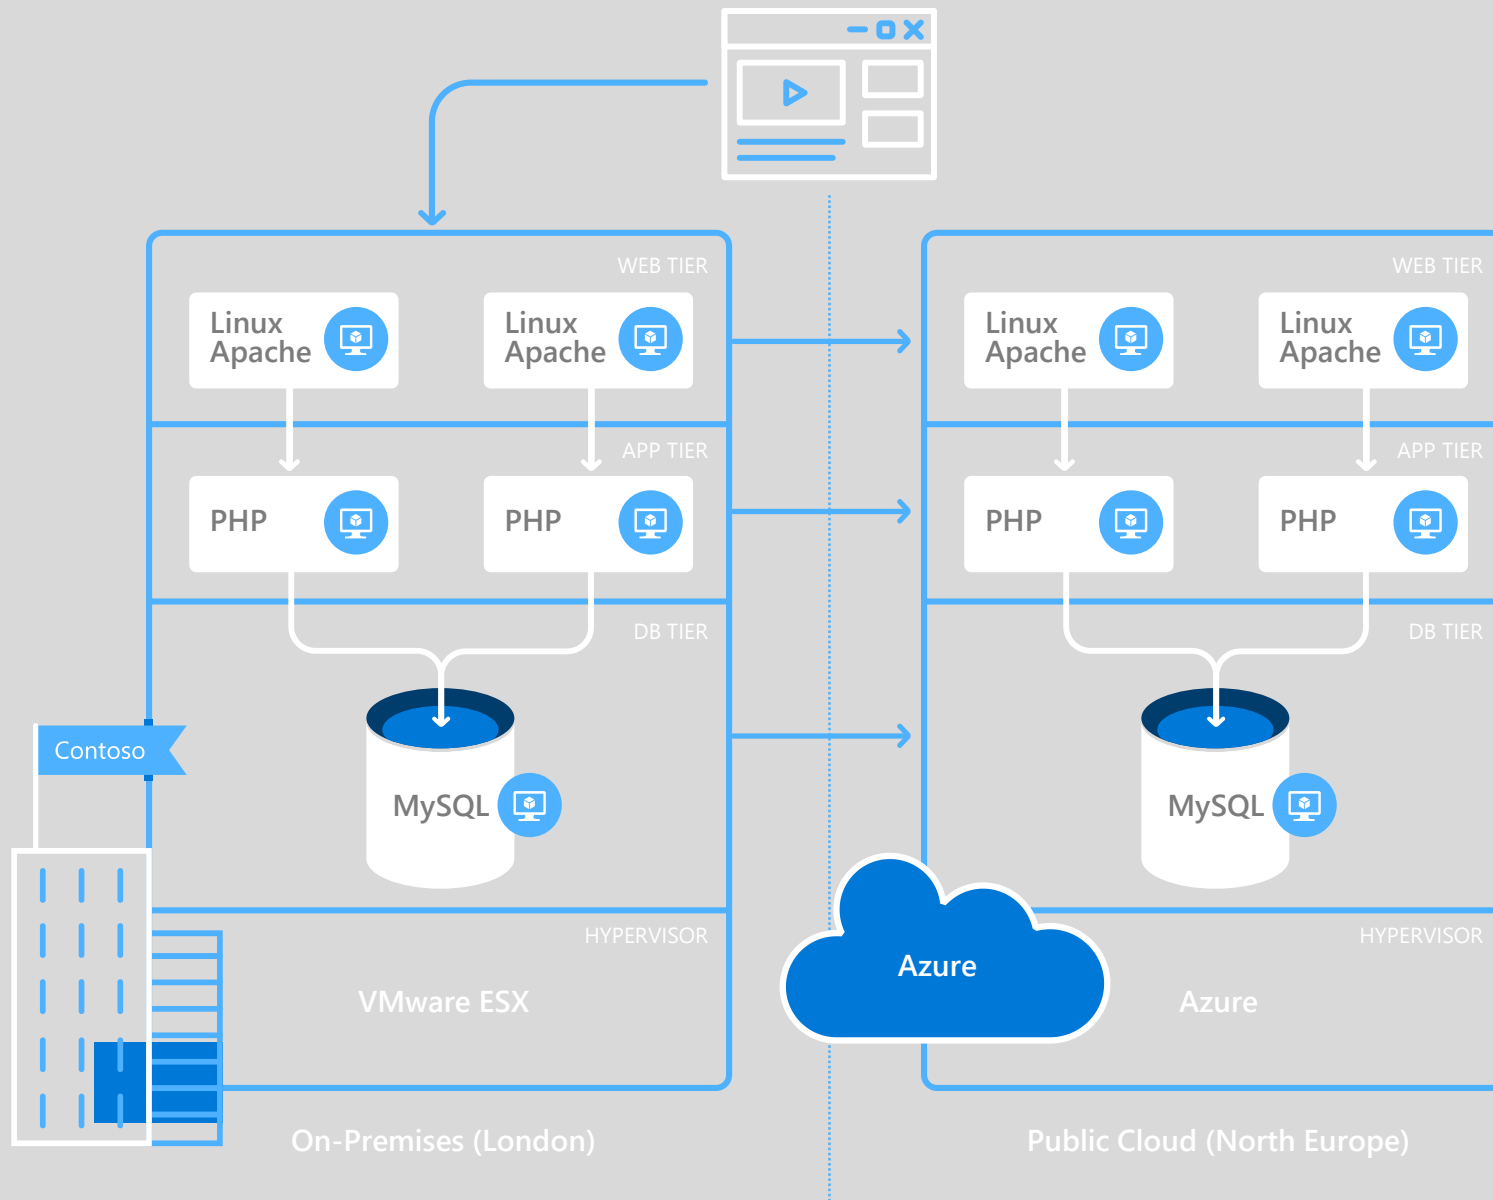 WEB TIER
Linux
Apache
Linux
Apache
APP TIER
PHP
PHP
DB TIER
MySQL
Contoso
HYPERVISOR
VMware ESX
On-Premises (London)
WEB TIER
Linux
Apache
Linux
Apache
APP TIER
PHP
PHP
DB TIER
MySQL
Azure
HYPERVISOR
Azure
Public Cloud (North Europe)